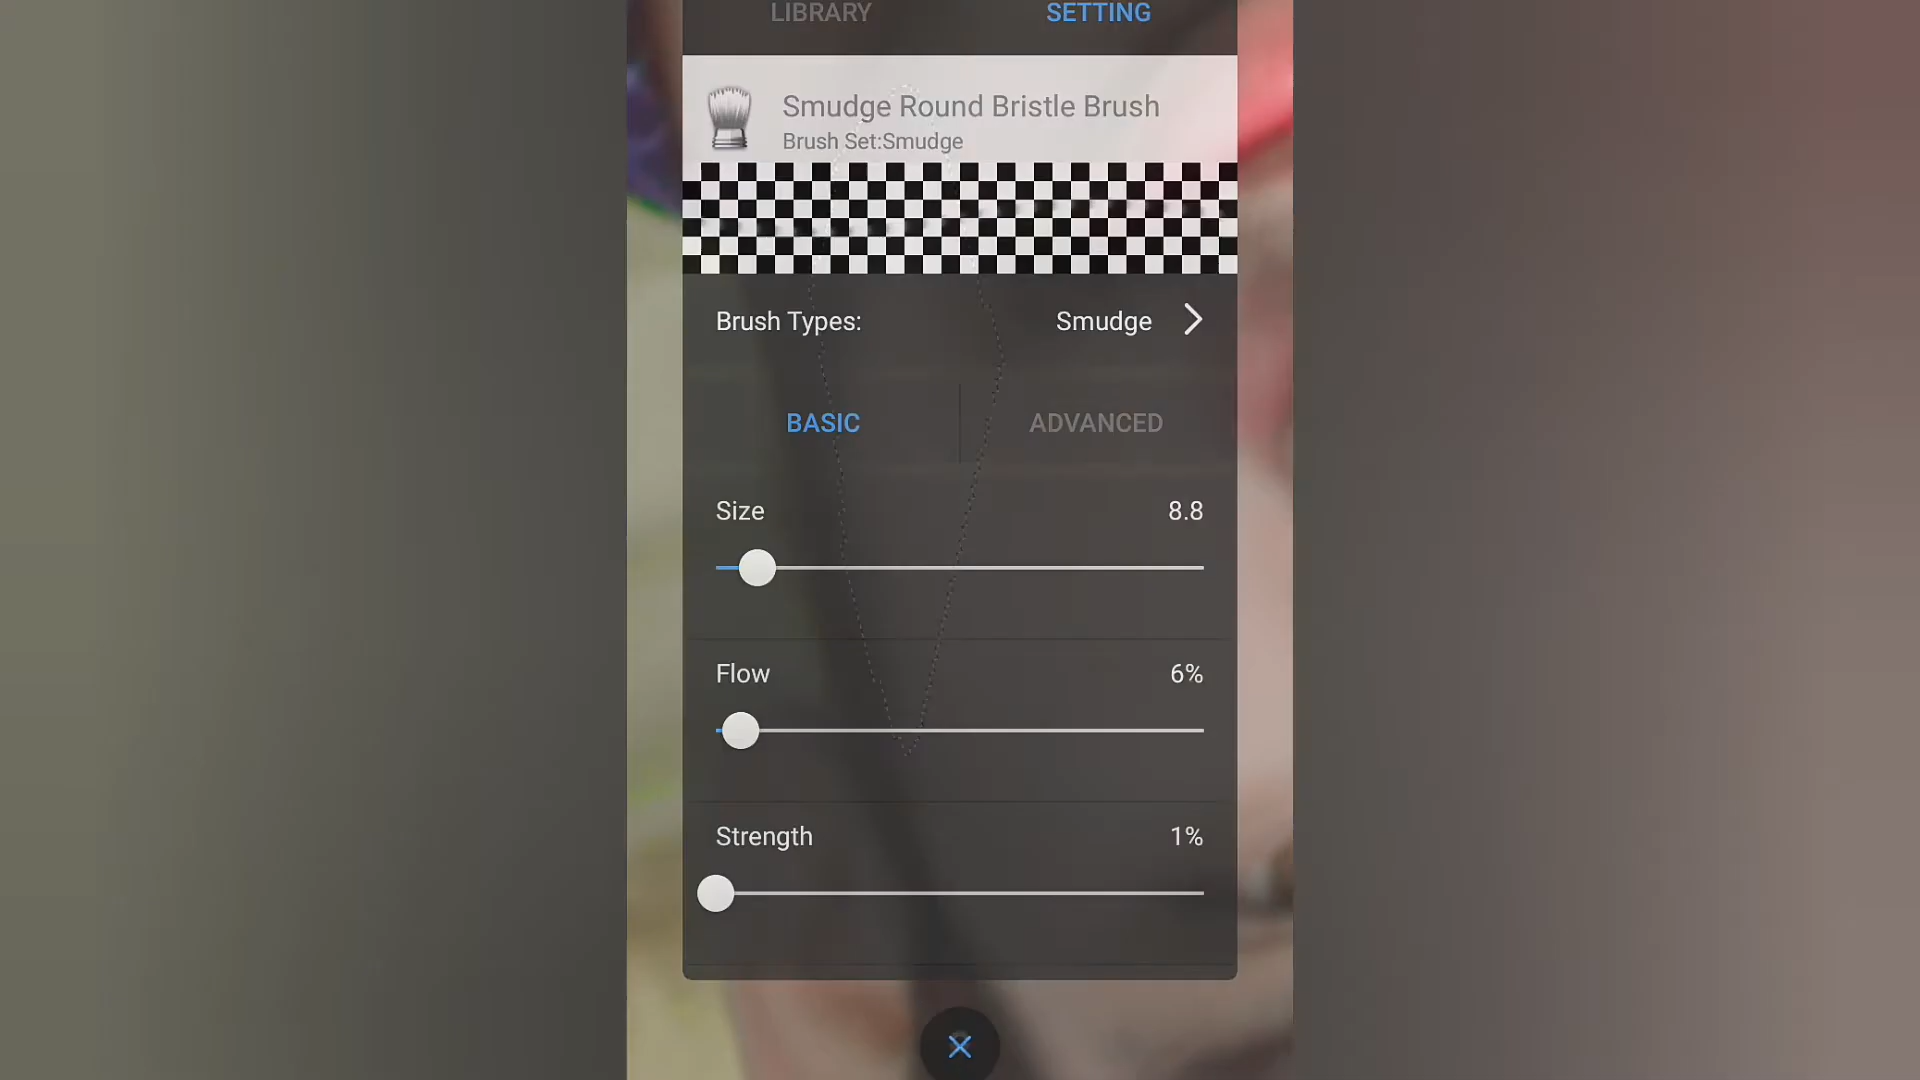 LIBRARY SETTING
Smudge Round Bristle Brush
Brush Set:Smudge
Brush Types: Smudge
BASIC ADVANCED
Size 8.8
Flow 6%
Strength 1%